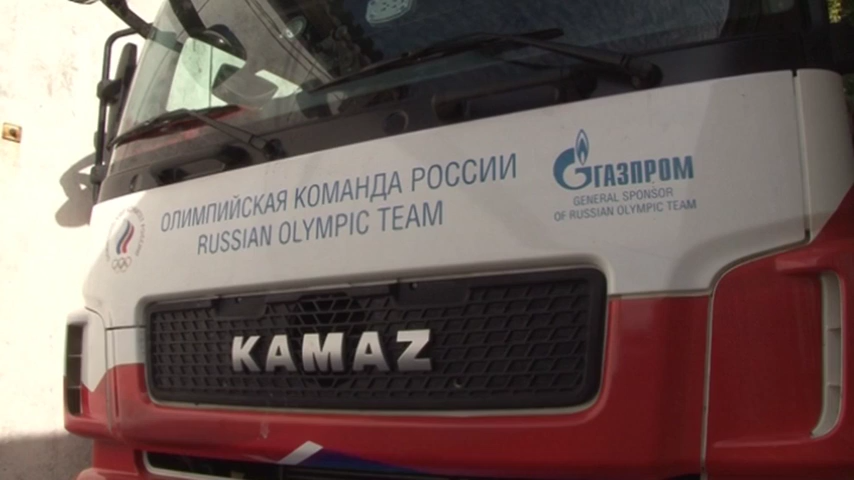 ОЛИМПИЙСКАЯ КОМАНДА РОССИИ
RUSSIAN OLYMPIC TEAM
ГАЗПРОМ
GENERAL SPONSOR
OF RUSSIAN OLYMPIC TEAM
KAMAZ